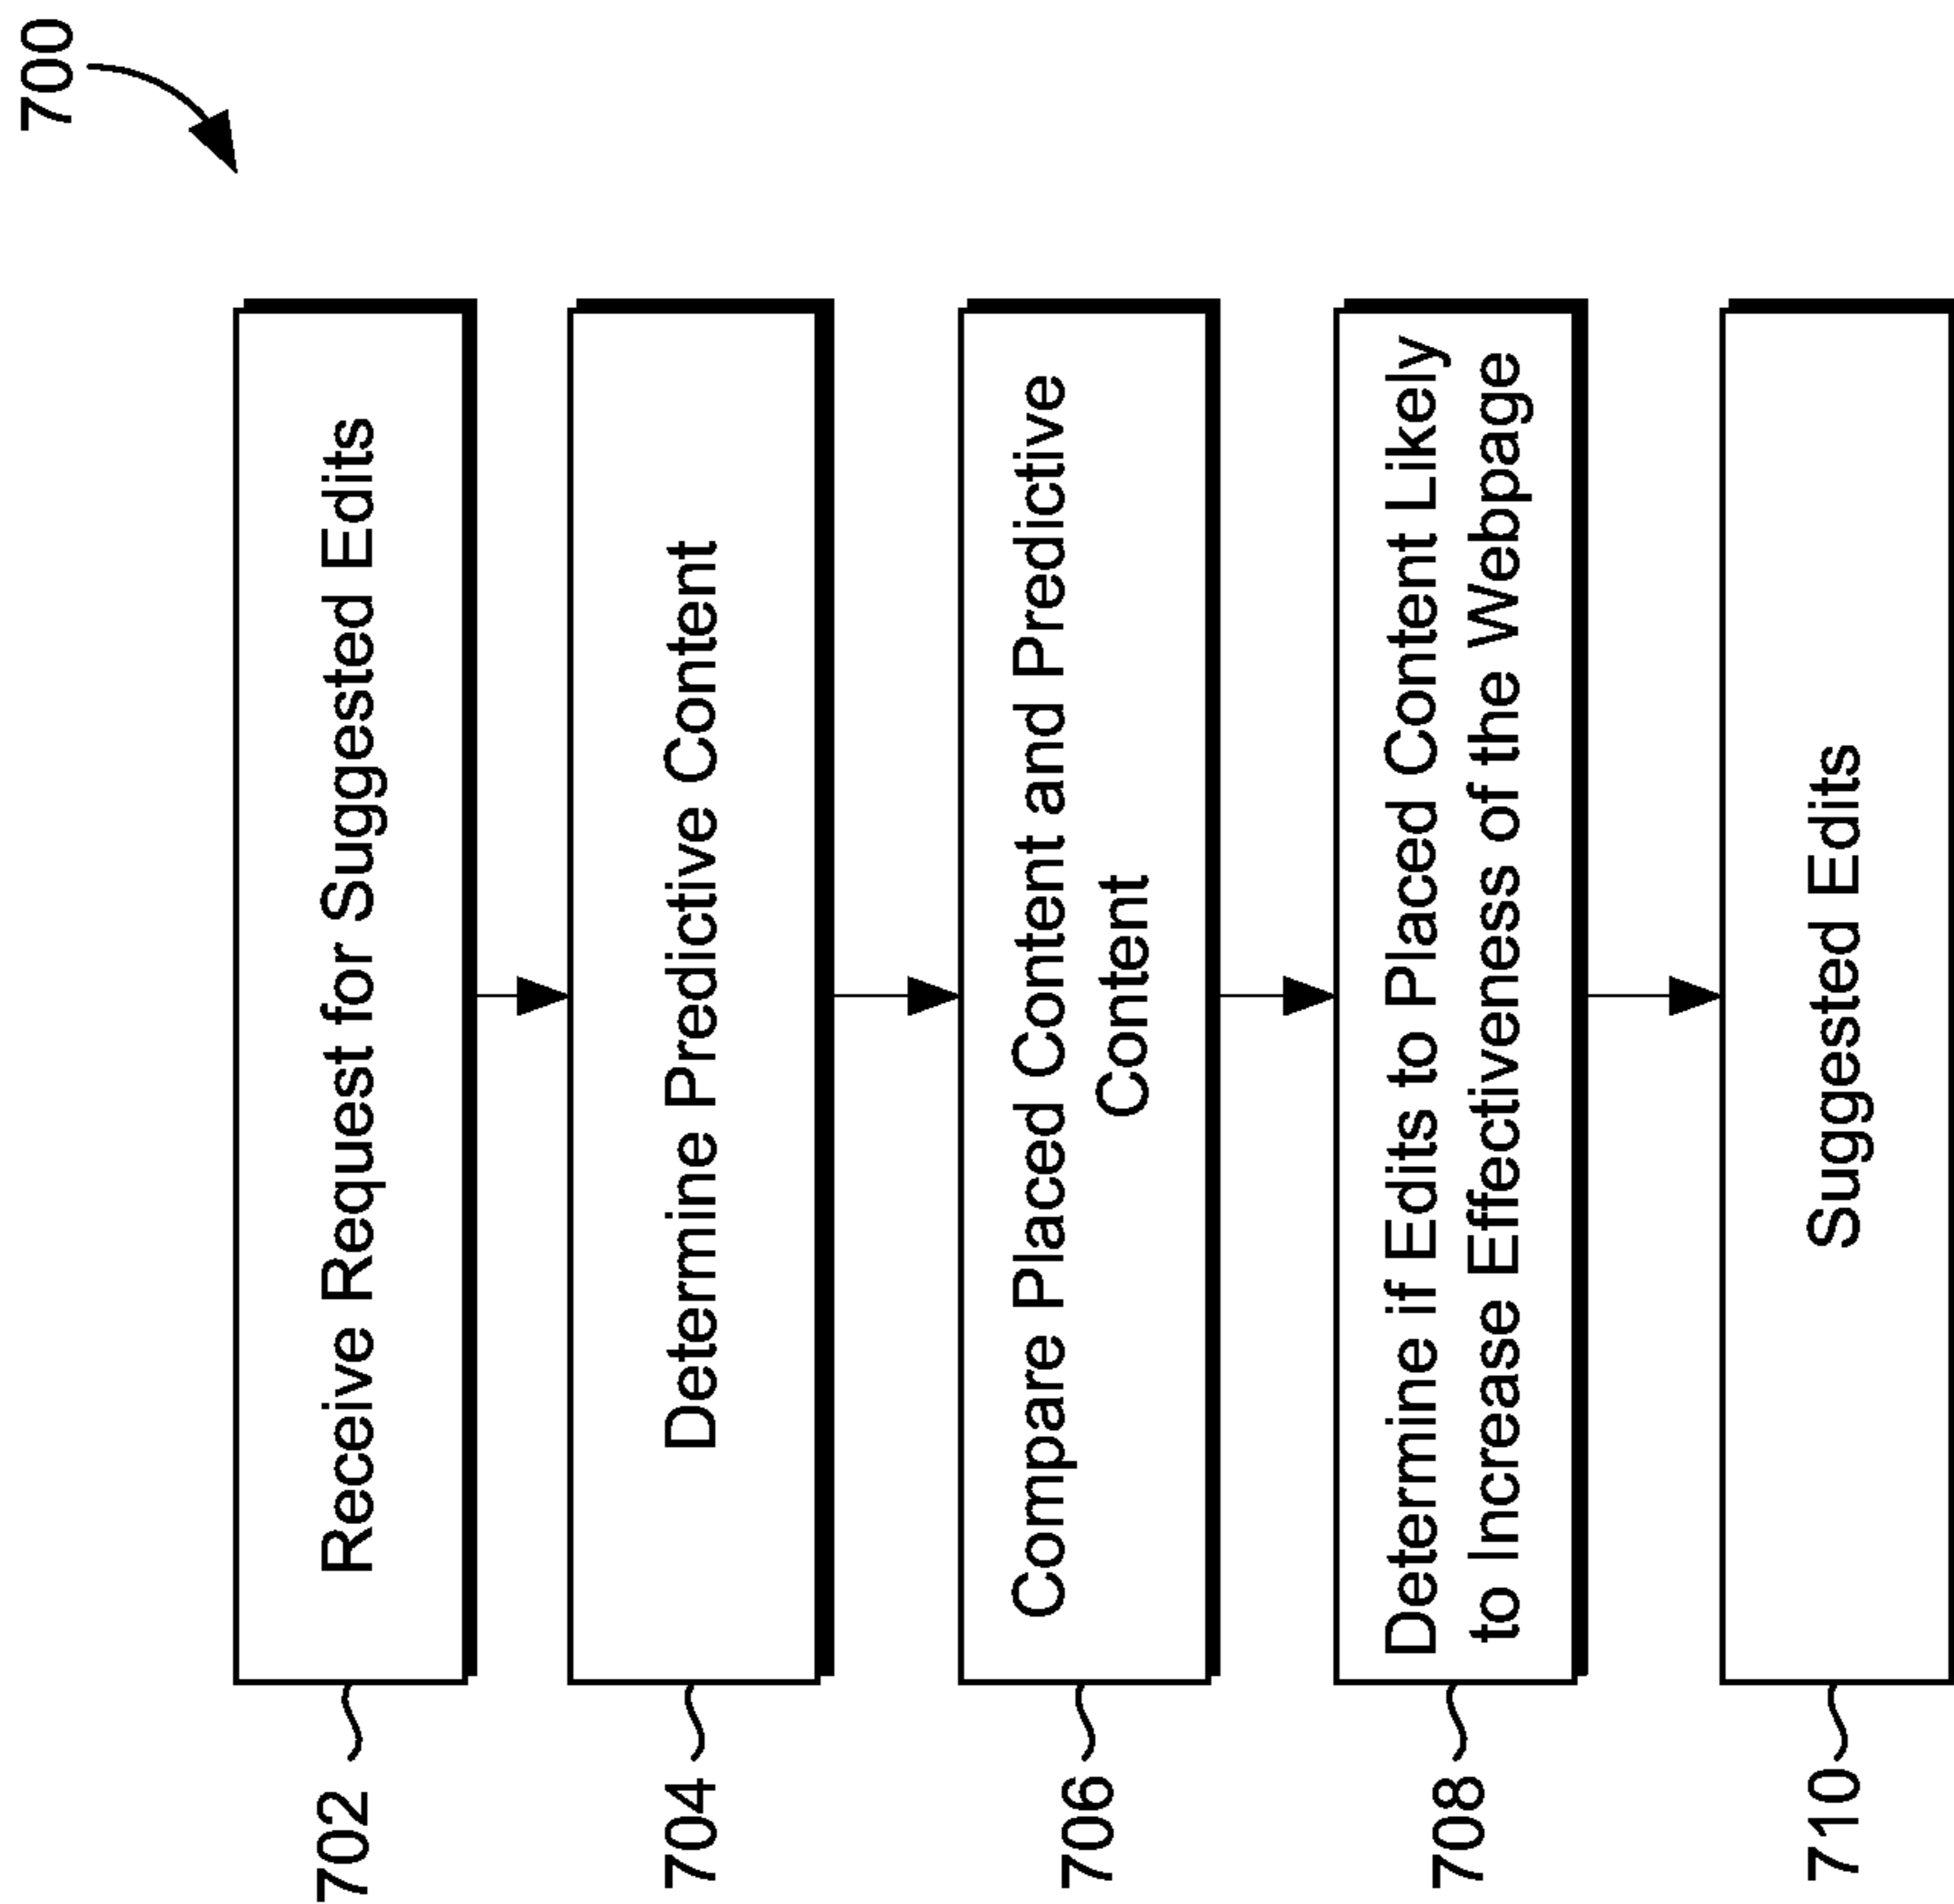 700
702
Receive Request for Suggested Edits
704
Determine Predictive Content
706
Compare Placed Content and Predictive
Content
708
Determine if Edits to Placed Content Likely
to Increase Effectiveness of the Webpage
710
Suggested Edits